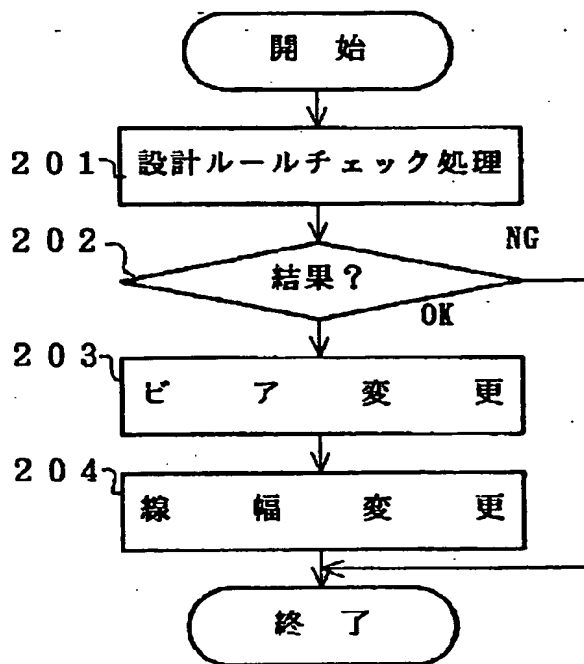 開 始
201 設計ルールチェック処理
202 結果？ NG
OK
203 ビ ア 変 更
204 線 幅 変 更
終 了